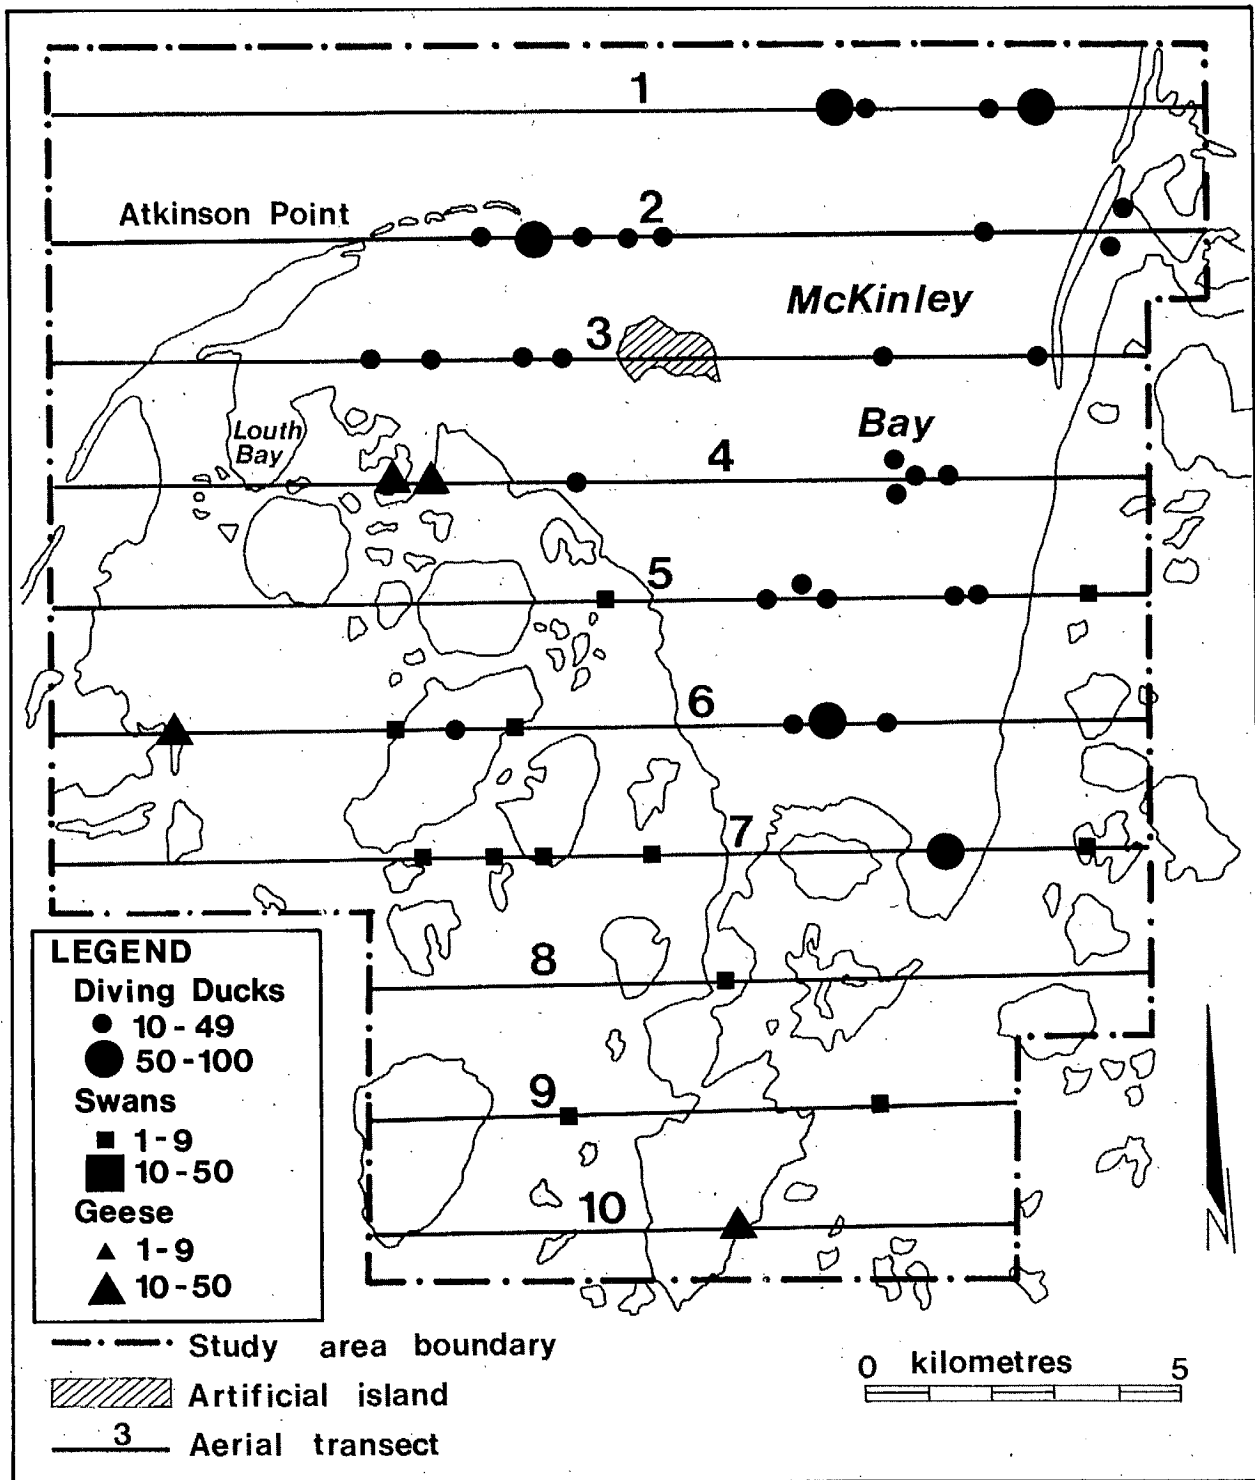 1
Atkinson Point
2
McKinley
3
Bay
Louth
Bay
4
5
6
7
8
9
10
LEGEND
Diving Ducks
10 - 49
50 - 100
Swans
1 - 9
10 - 50
Geese
1 - 9
10 - 50
Study area boundary
Artificial island
3 Aerial transect
0 kilometres 5
N